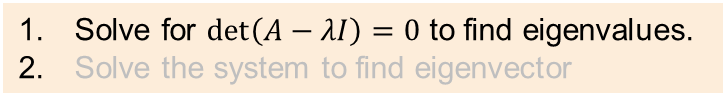 1. Solve for det(A − λI) = 0 to find eigenvalues.
2. Solve the system to find eigenvector